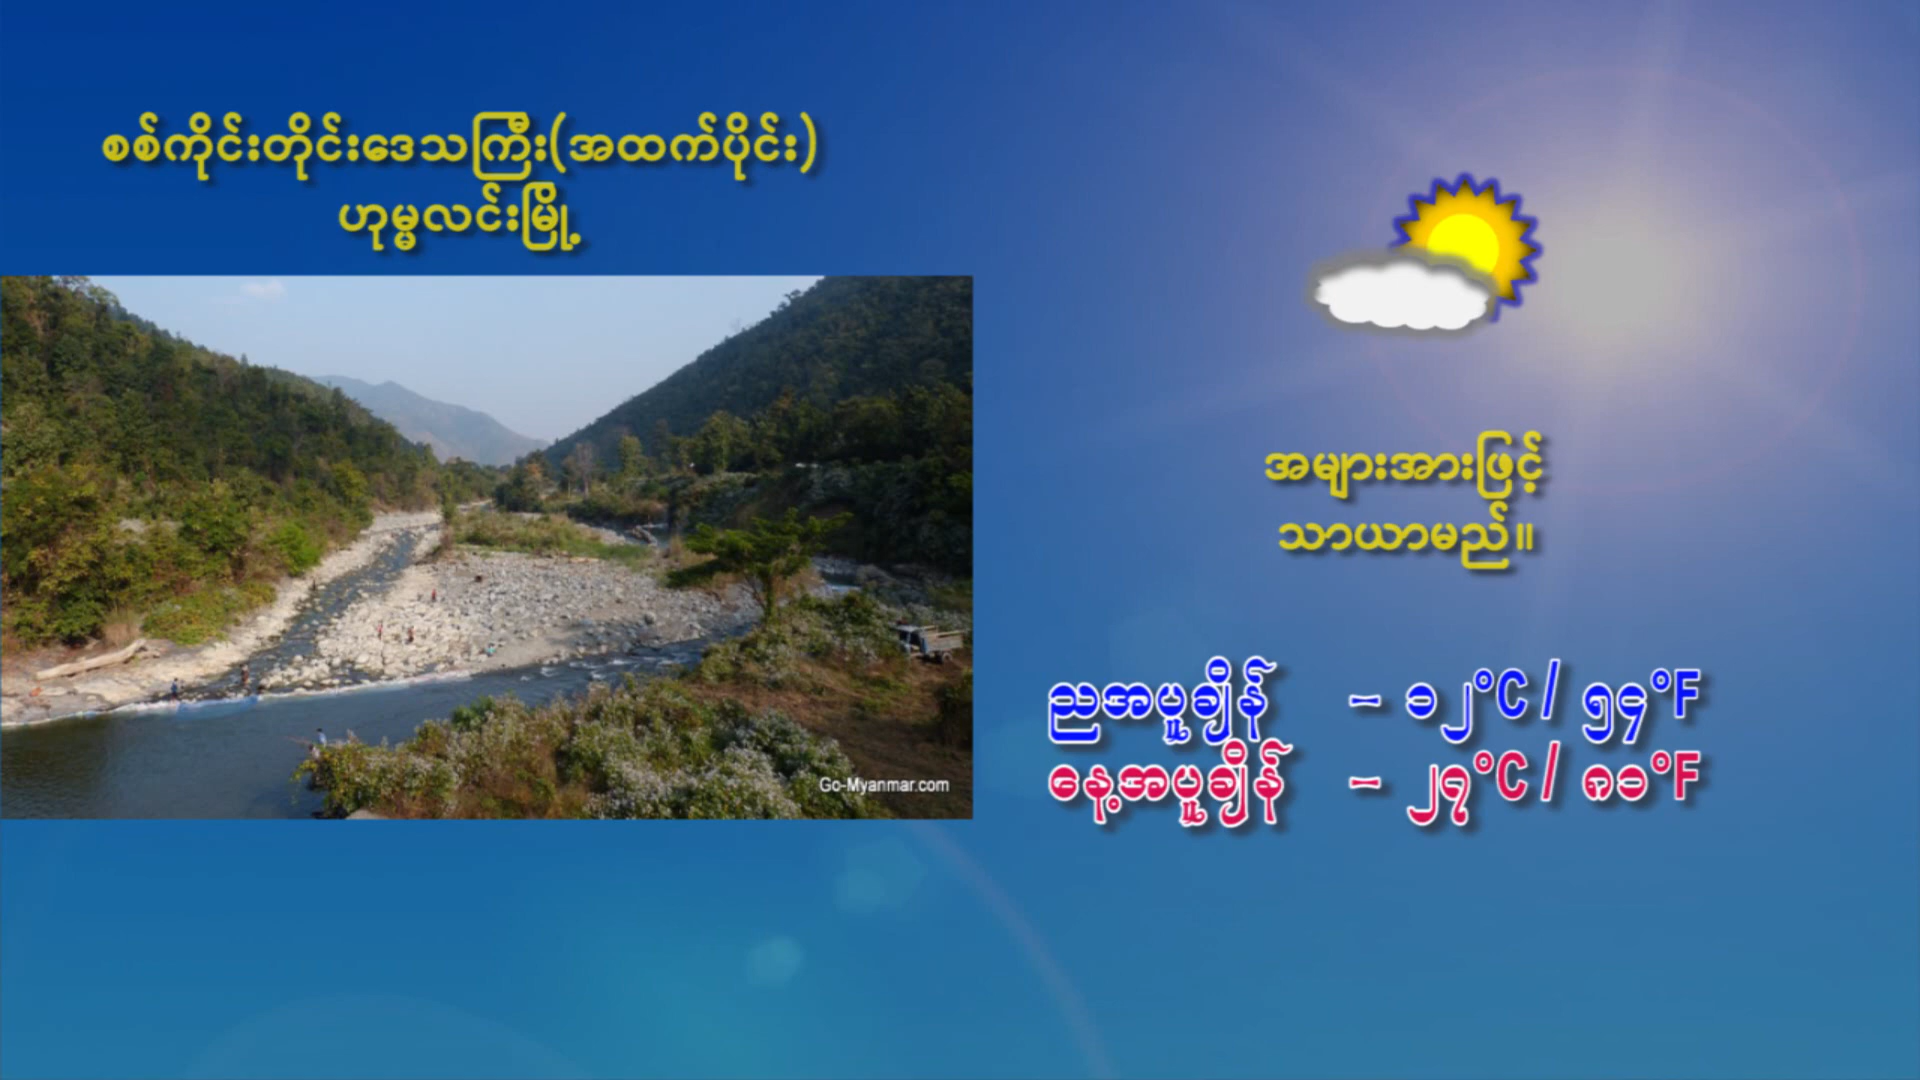 စစ်ကိုင်းတိုင်းဒေသကြီး(အထက်ပိုင်း)
ဟုမ္မလင်းမြို့
Go-Myanmar.com
အများအားဖြင့်
သာယာမည်။
ညအပူချိန် - ၁၂°C / ၅၄°F
နေ့အပူချိန် - ၂၇°C / ၈၁°F